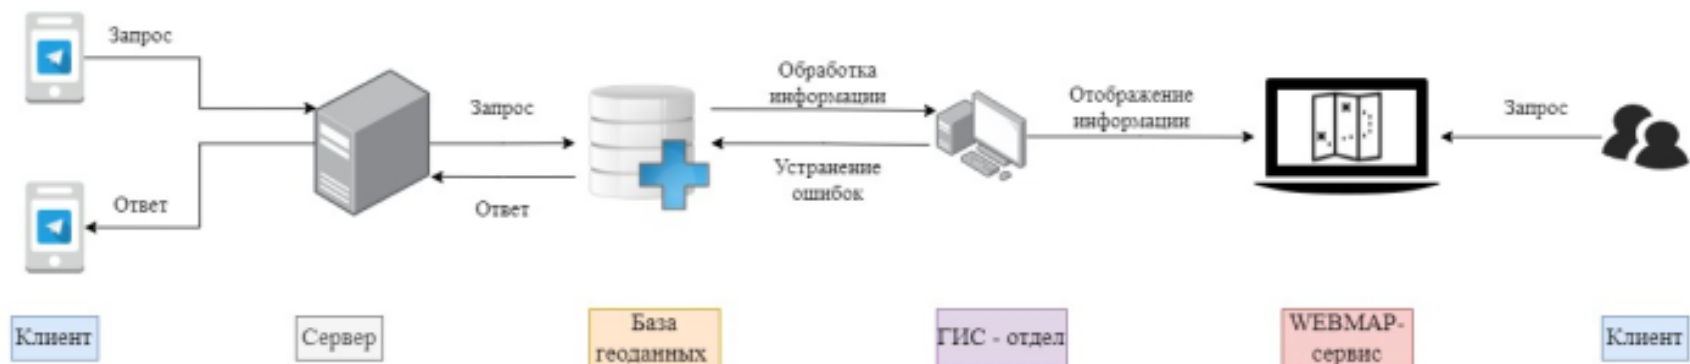 Запрос
Ответ
Запрос
Ответ
Обработка
информации
Устранение
ошибок
Отображение
информации
Запрос
Клиент
Сервер
База
геоданных
ГИС - отдел
WEBMAP-
сервис
Клиент